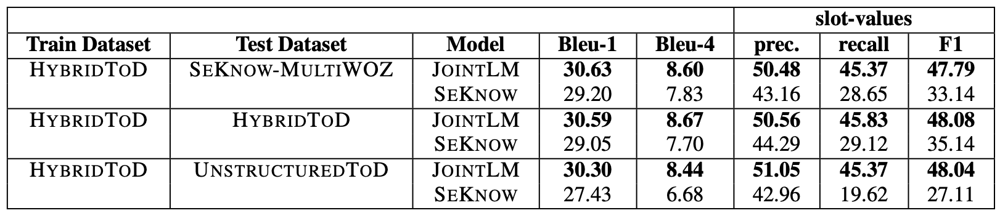 slot-values
Train Dataset Test Dataset Model Bleu-1 Bleu-4 prec. recall F1
HYBRIDTOD SEKNOW-MULTIWOZ JOINTLM 30.63 8.60 50.48 45.37 47.79
SEKNOW 29.20 7.83 43.16 28.65 33.14
HYBRIDTOD HYBRIDTOD JOINTLM 30.59 8.67 50.56 45.83 48.08
SEKNOW 29.05 7.70 44.29 29.12 35.14
HYBRIDTOD UNSTRUCTUREDTOD JOINTLM 30.30 8.44 51.05 45.37 48.04
SEKNOW 27.43 6.68 42.96 19.62 27.11